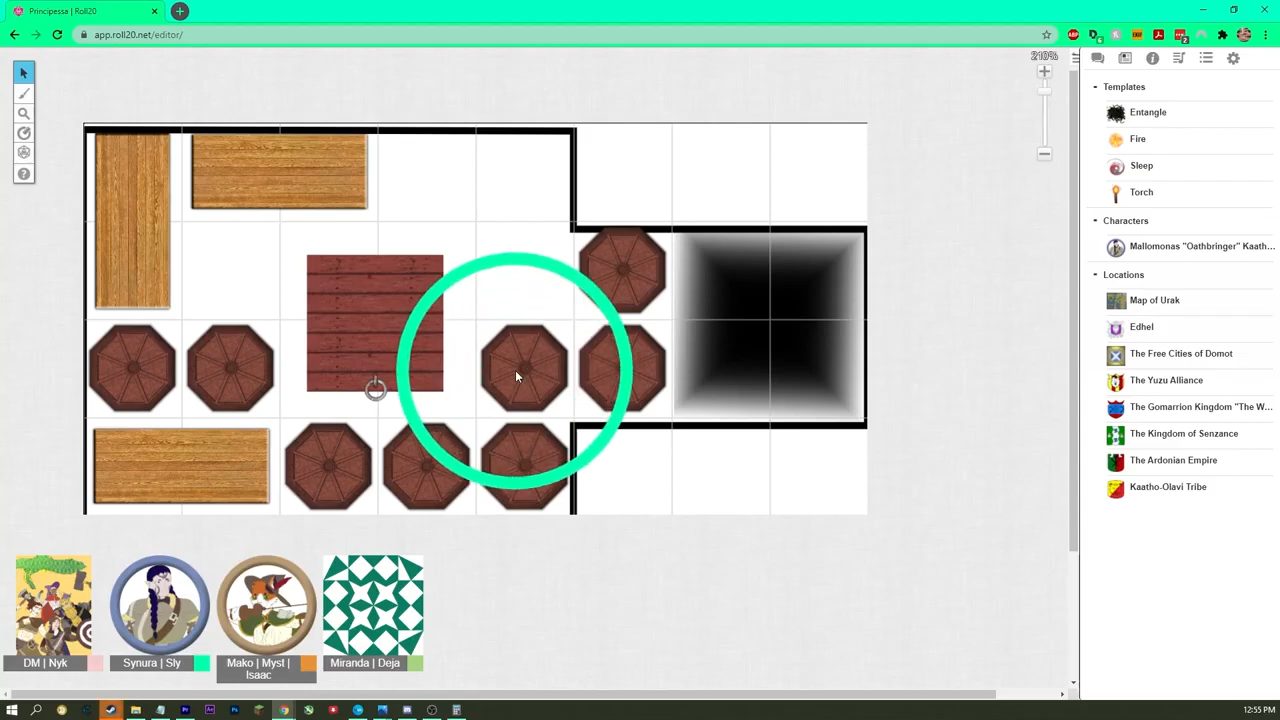 Principessa | Roll20
app.roll20.net/editor/
210%
Templates
Entangle
Fire
Sleep
Torch
Characters
Mallomonas "Oathbringer" Kaath...
Locations
Map of Urak
Edhel
The Free Cities of Domot
The Yuzu Alliance
The Gomarrion Kingdom "The W...
The Kingdom of Senzance
The Ardonian Empire
Kaatho-Olavi Tribe
DM | Nyk
Synura | Sly
Mako | Myst |
Isaac
Miranda | Deja
12:55 PM